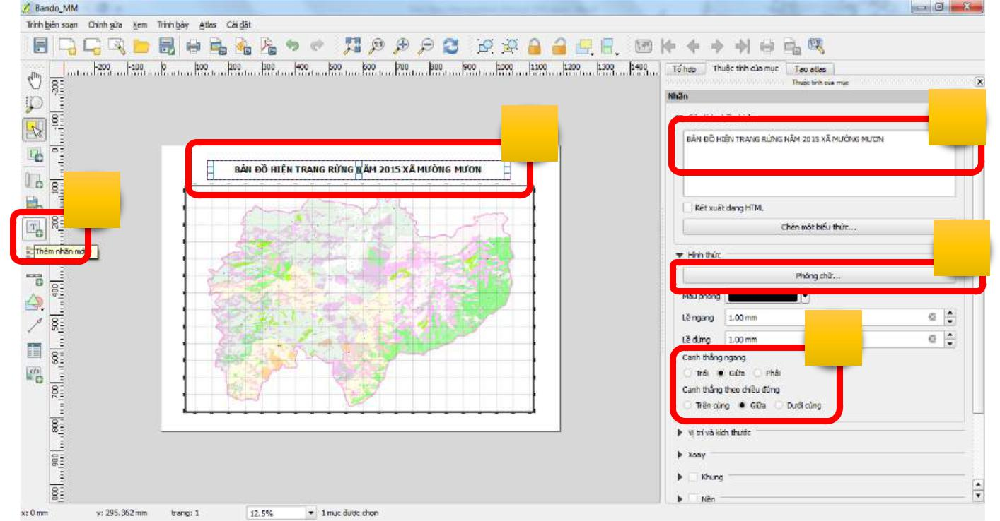 Bando_MM
Trình biên soạn Chỉnh sửa Xem Trình bày Atlas Cài đặt
-200 -100 0 100 200 300 400 500 600 700 800 900 1000 1100 1200 1300 1400
Tổ hợp Thuộc tính của mục Tạo atlas
Thuộc tính của mục
Nhãn
BẢN ĐỒ HIỆN TRẠNG RỪNG NĂM 2015 XÃ MƯỜNG MƯƠN
BẢN ĐỒ HIỆN TRẠNG RỪNG NĂM 2015 XÃ MƯỜNG MƯƠN
Kết xuất dạng HTML
Chèn một biểu thức...
Thêm nhãn mới
Hình thức
Phông chữ...
Màu phông
Lề ngang 1.00 mm
Lề đứng 1.00 mm
Canh thẳng ngang
Trái Giữa Phải
Canh thẳng theo chiều đứng
Trên cùng Giữa Dưới cùng
Vị trí và kích thước
Xoay
Khung
Nền
x: 0 mm y: 295.362 mm trang: 1 12.5% 1 mục được chọn